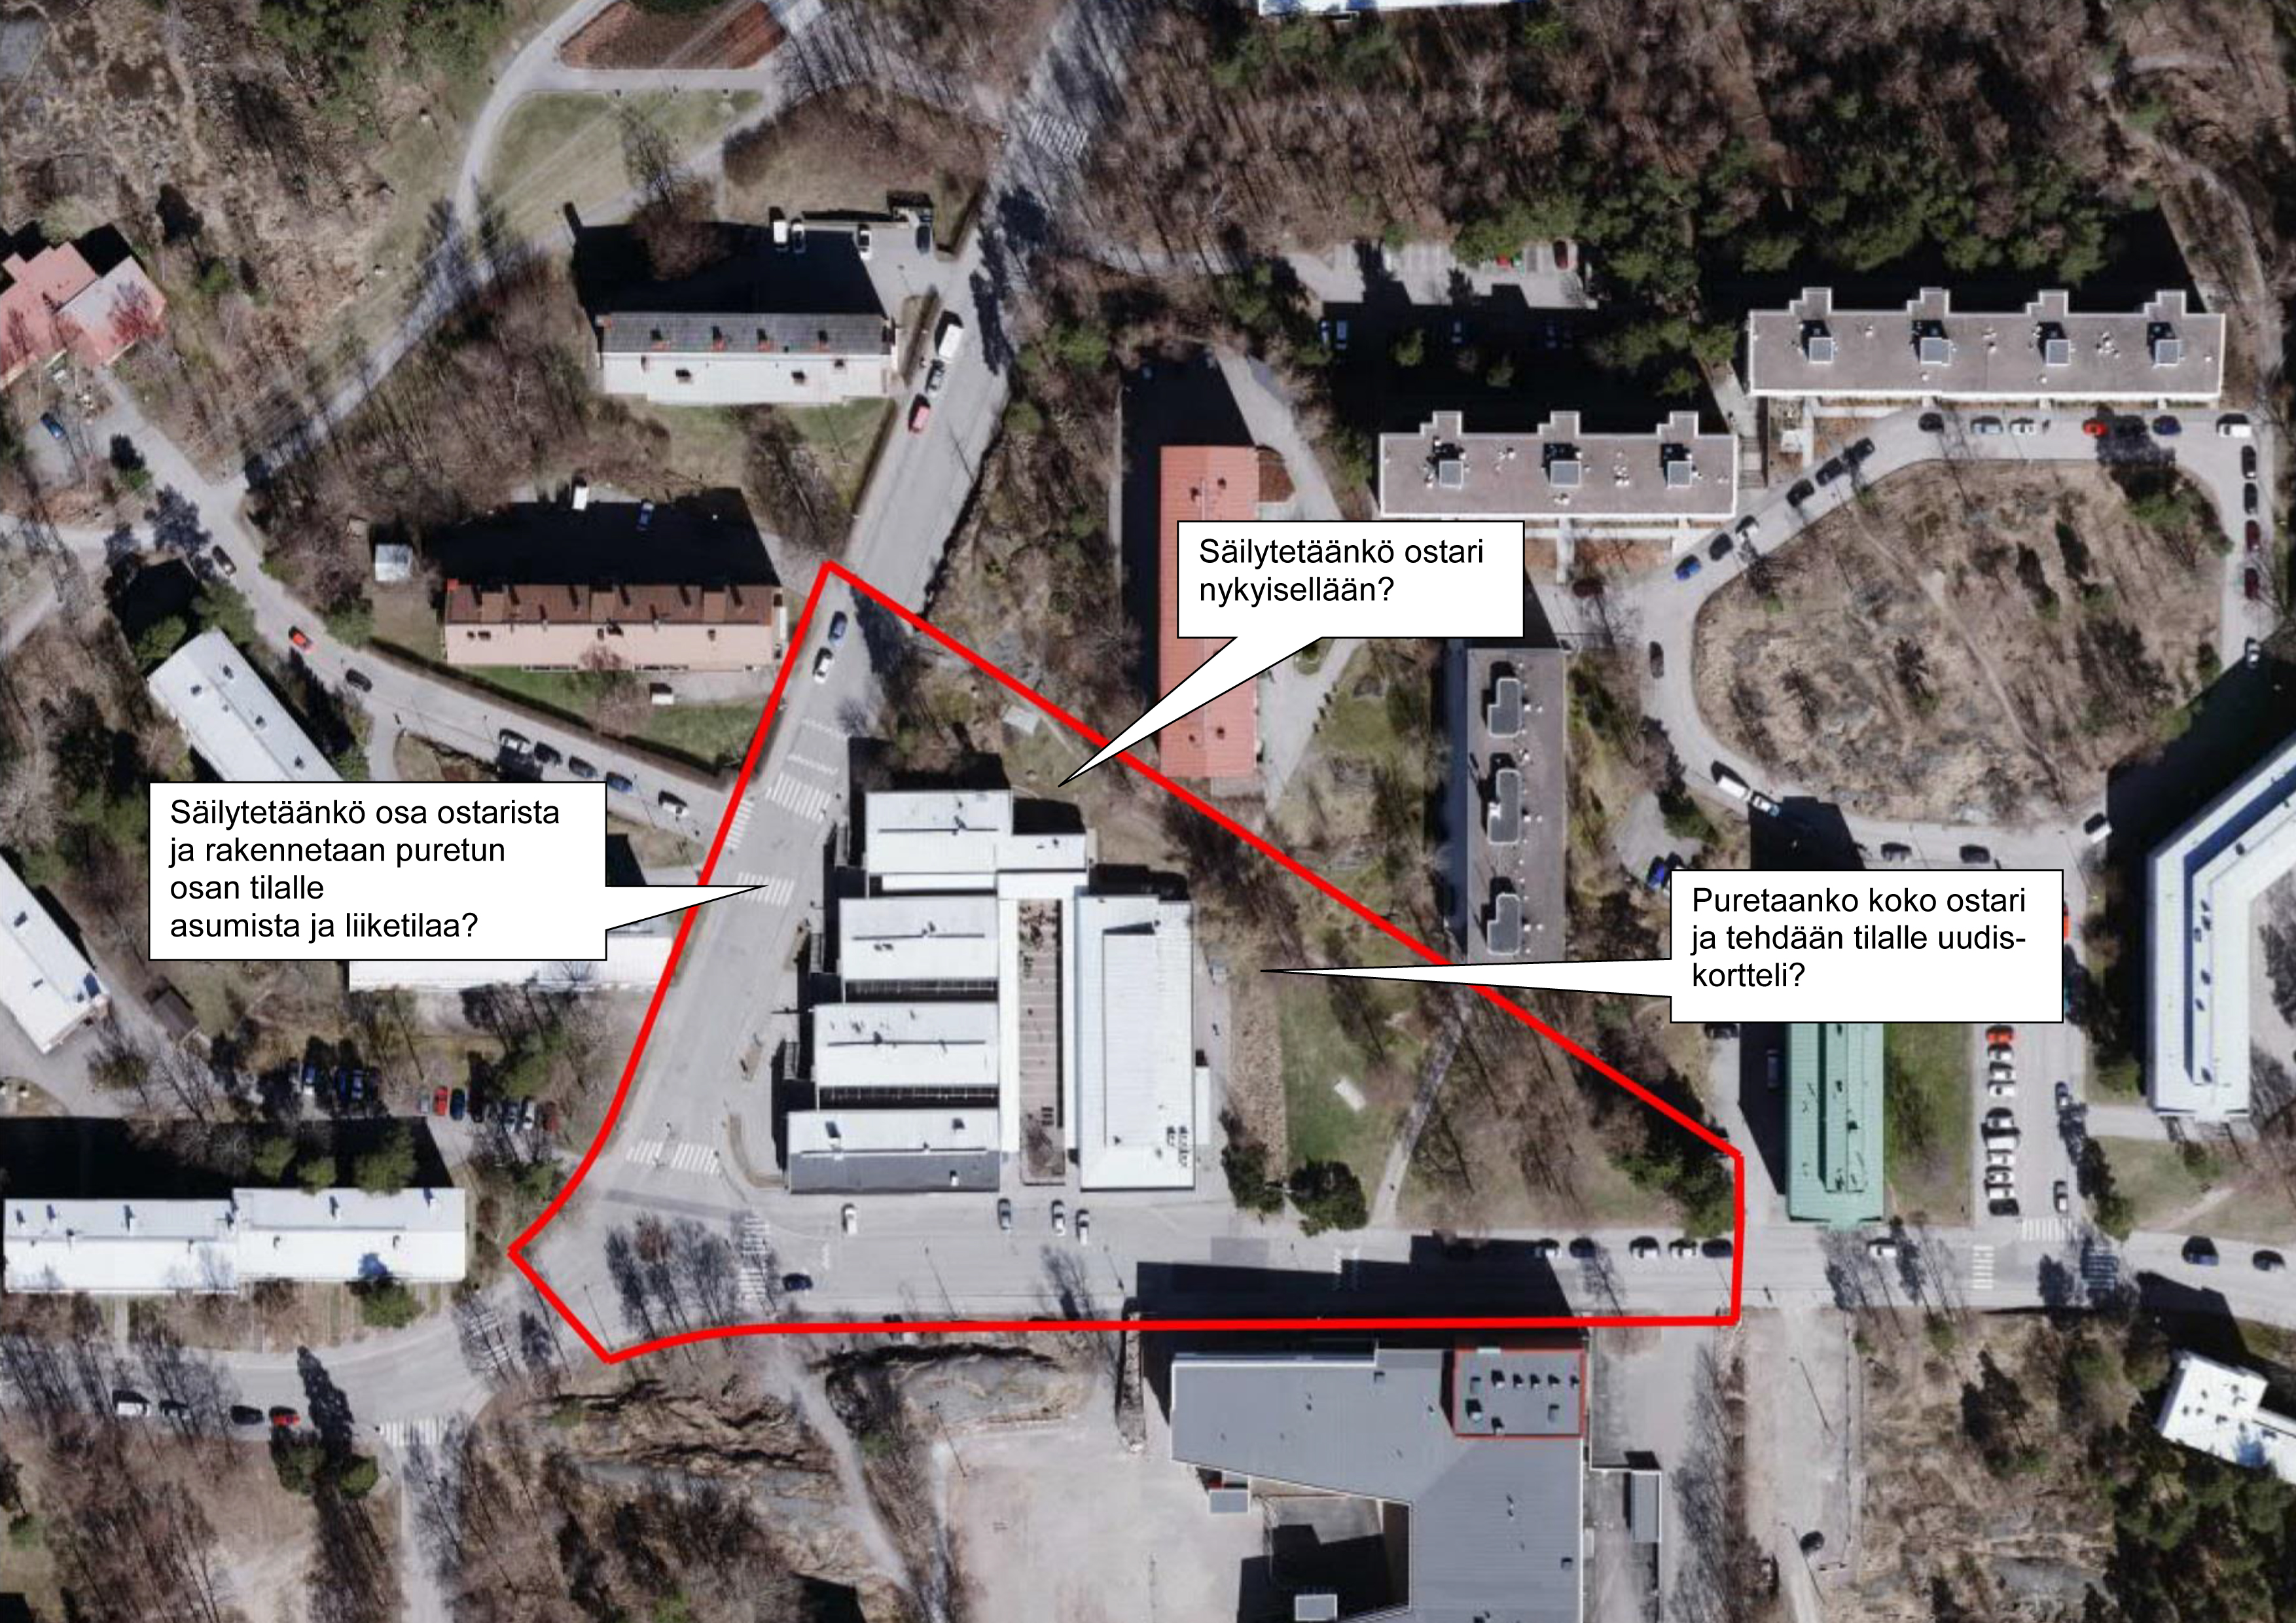 Säilytetäänkö ostari
nykyisellään?
Säilytetäänkö osa ostarista
ja rakennetaan puretun
osan tilalle
asumista ja liiketilaa?
Puretaanko koko ostari
ja tehdään tilalle uudis-
kortteli?